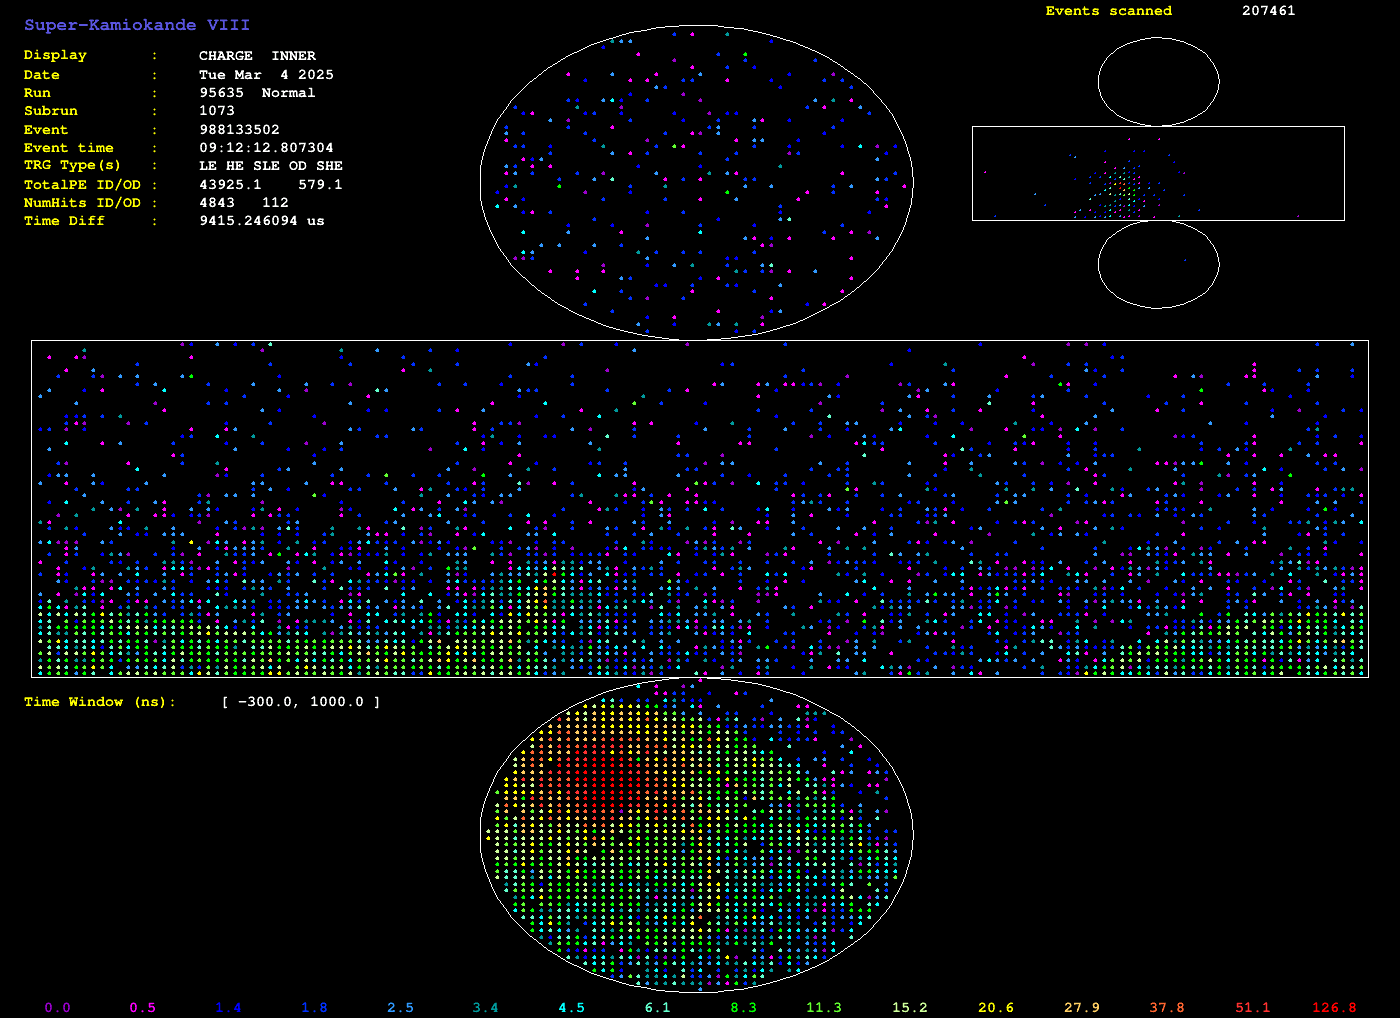 Super-Kamiokande VIII
Display : CHARGE INNER
Date : Tue Mar 4 2025
Run : 95635 Normal
Subrun : 1073
Event : 988133502
Event time : 09:12:12.807304
TRG Type(s) : LE HE SLE OD SHE
TotalPE ID/OD : 43925.1 579.1
NumHits ID/OD : 4843 112
Time Diff : 9415.246094 us
Events scanned 207461
Time Window (ns): [ -300.0, 1000.0 ]
0.0 0.5 1.4 1.8 2.5 3.4 4.5 6.1 8.3 11.3 15.2 20.6 27.9 37.8 51.1 126.8